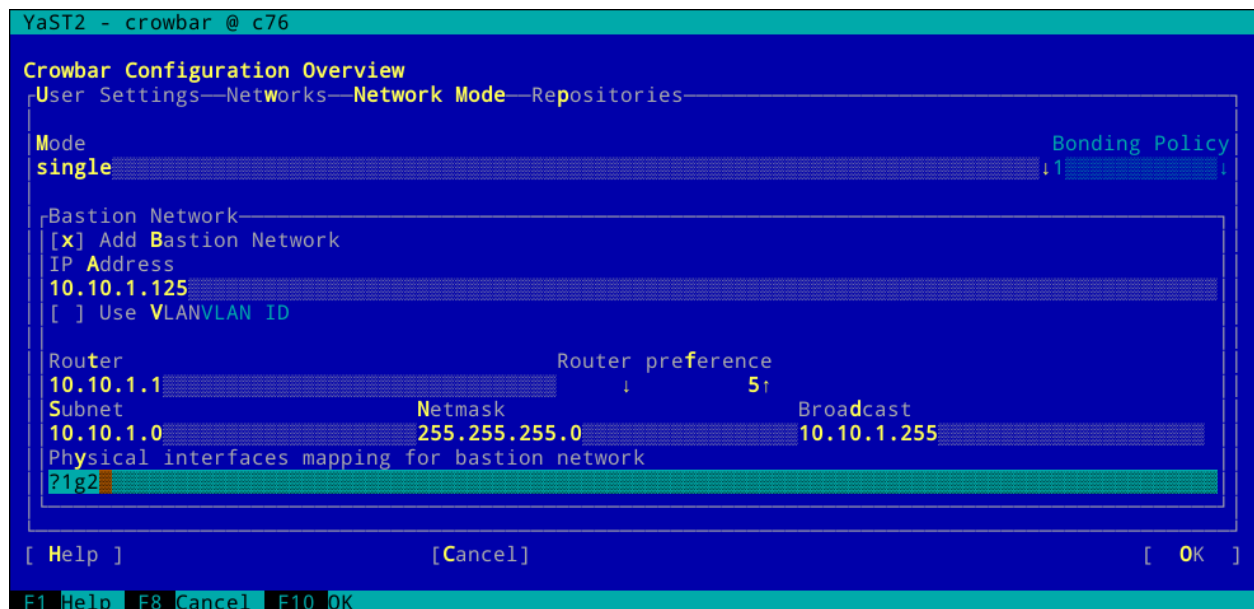 YaST2 - crowbar @ c76
Crowbar Configuration Overview
User Settings—Networks—Network Mode—Repositories
Mode Bonding Policy
single ↓1 ↓
Bastion Network
[x] Add Bastion Network
IP Address
10.10.1.125
[ ] Use VLANVLAN ID
Router Router preference
10.10.1.1 ↓ 5↑
Subnet Netmask Broadcast
10.10.1.0 255.255.255.0 10.10.1.255
Physical interfaces mapping for bastion network
?1g2
[ Help ] [Cancel] [ OK ]
F1 Help F8 Cancel F10 OK